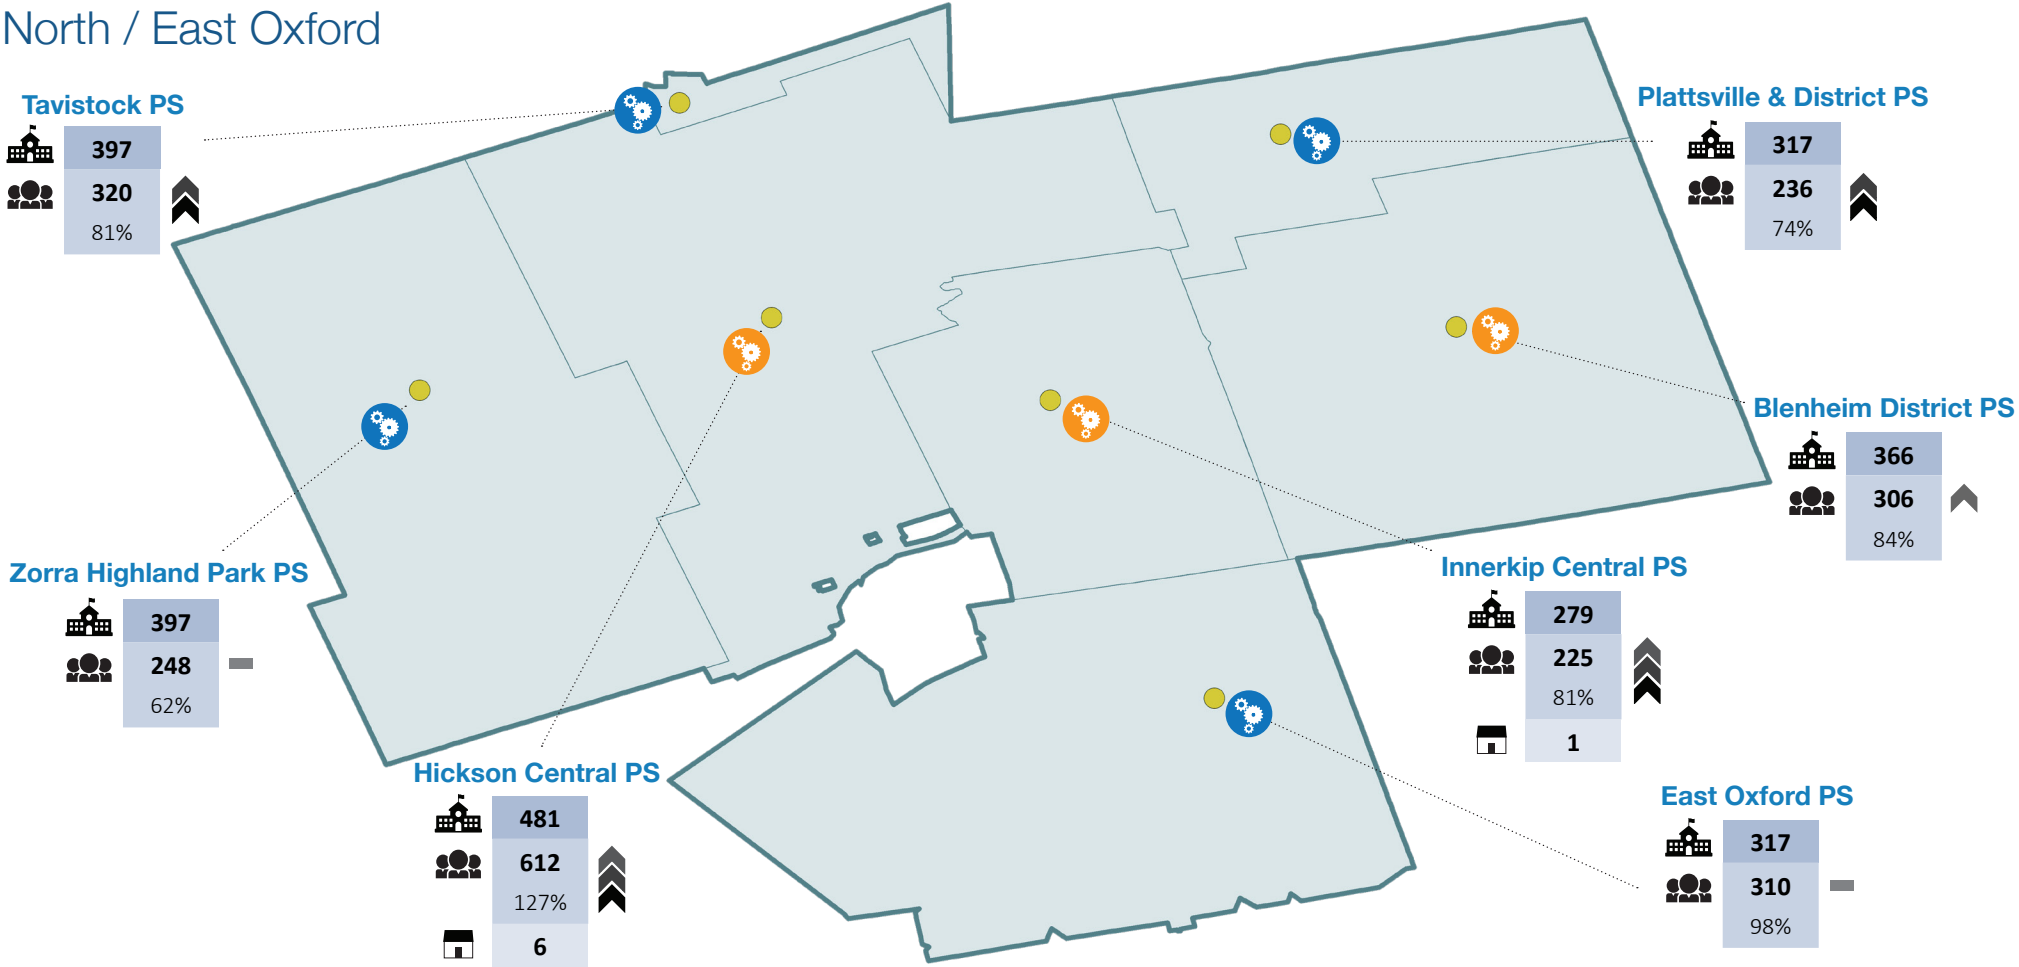 North / East Oxford
Tavistock PS
397
320
81%
Plattsville & District PS
317
236
74%
Blenheim District PS
366
306
84%
Zorra Highland Park PS
397
248
62%
Innerkip Central PS
279
225
81%
1
Hickson Central PS
481
612
127%
6
East Oxford PS
317
310
98%